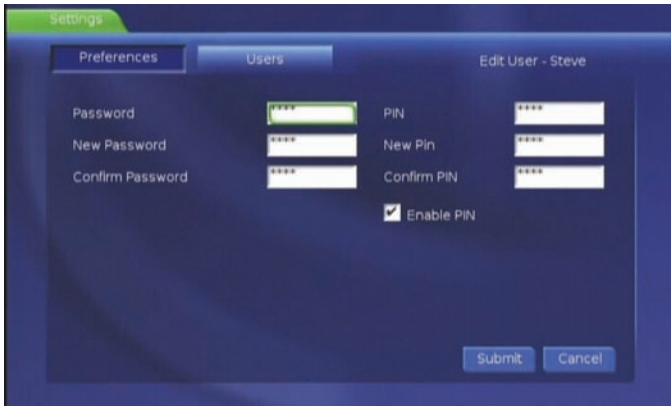 Settings
Preferences Users Edit User - Steve
Password **** PIN ****
New Password **** New Pin ****
Confirm Password **** Confirm PIN ****
Enable PIN
Submit Cancel